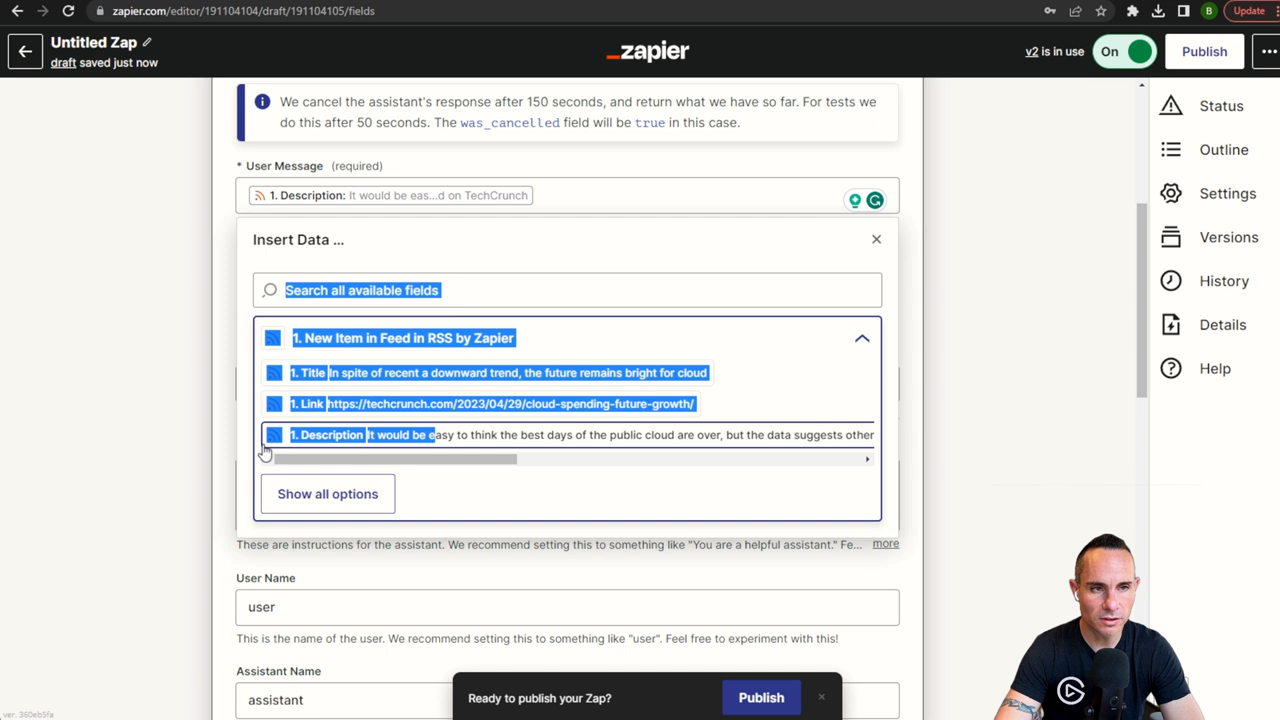 zapier.com/editor/191104104/draft/191104105/fields
B
Update
Untitled Zap
draft saved just now
_zapier
v2 is in use
On
Publish
We cancel the assistant's response after 150 seconds, and return what we have so far. For tests we
do this after 50 seconds. The was_cancelled field will be true in this case.
* User Message (required)
1. Description: It would be eas...d on TechCrunch
Insert Data ...
Search all available fields
1. New Item in Feed in RSS by Zapier
1. Title In spite of recent a downward trend, the future remains bright for cloud
1. Link https://techcrunch.com/2023/04/29/cloud-spending-future-growth/
1. Description It would be easy to think the best days of the public cloud are over, but the data suggests other
Show all options
These are instructions for the assistant. We recommend setting this to something like "You are a helpful assistant." Fe... more
User Name
user
This is the name of the user. We recommend setting this to something like "user". Feel free to experiment with this!
Assistant Name
assistant
Ready to publish your Zap?
Publish
Status
Outline
Settings
Versions
History
Details
Help
ver. 360eb5fa